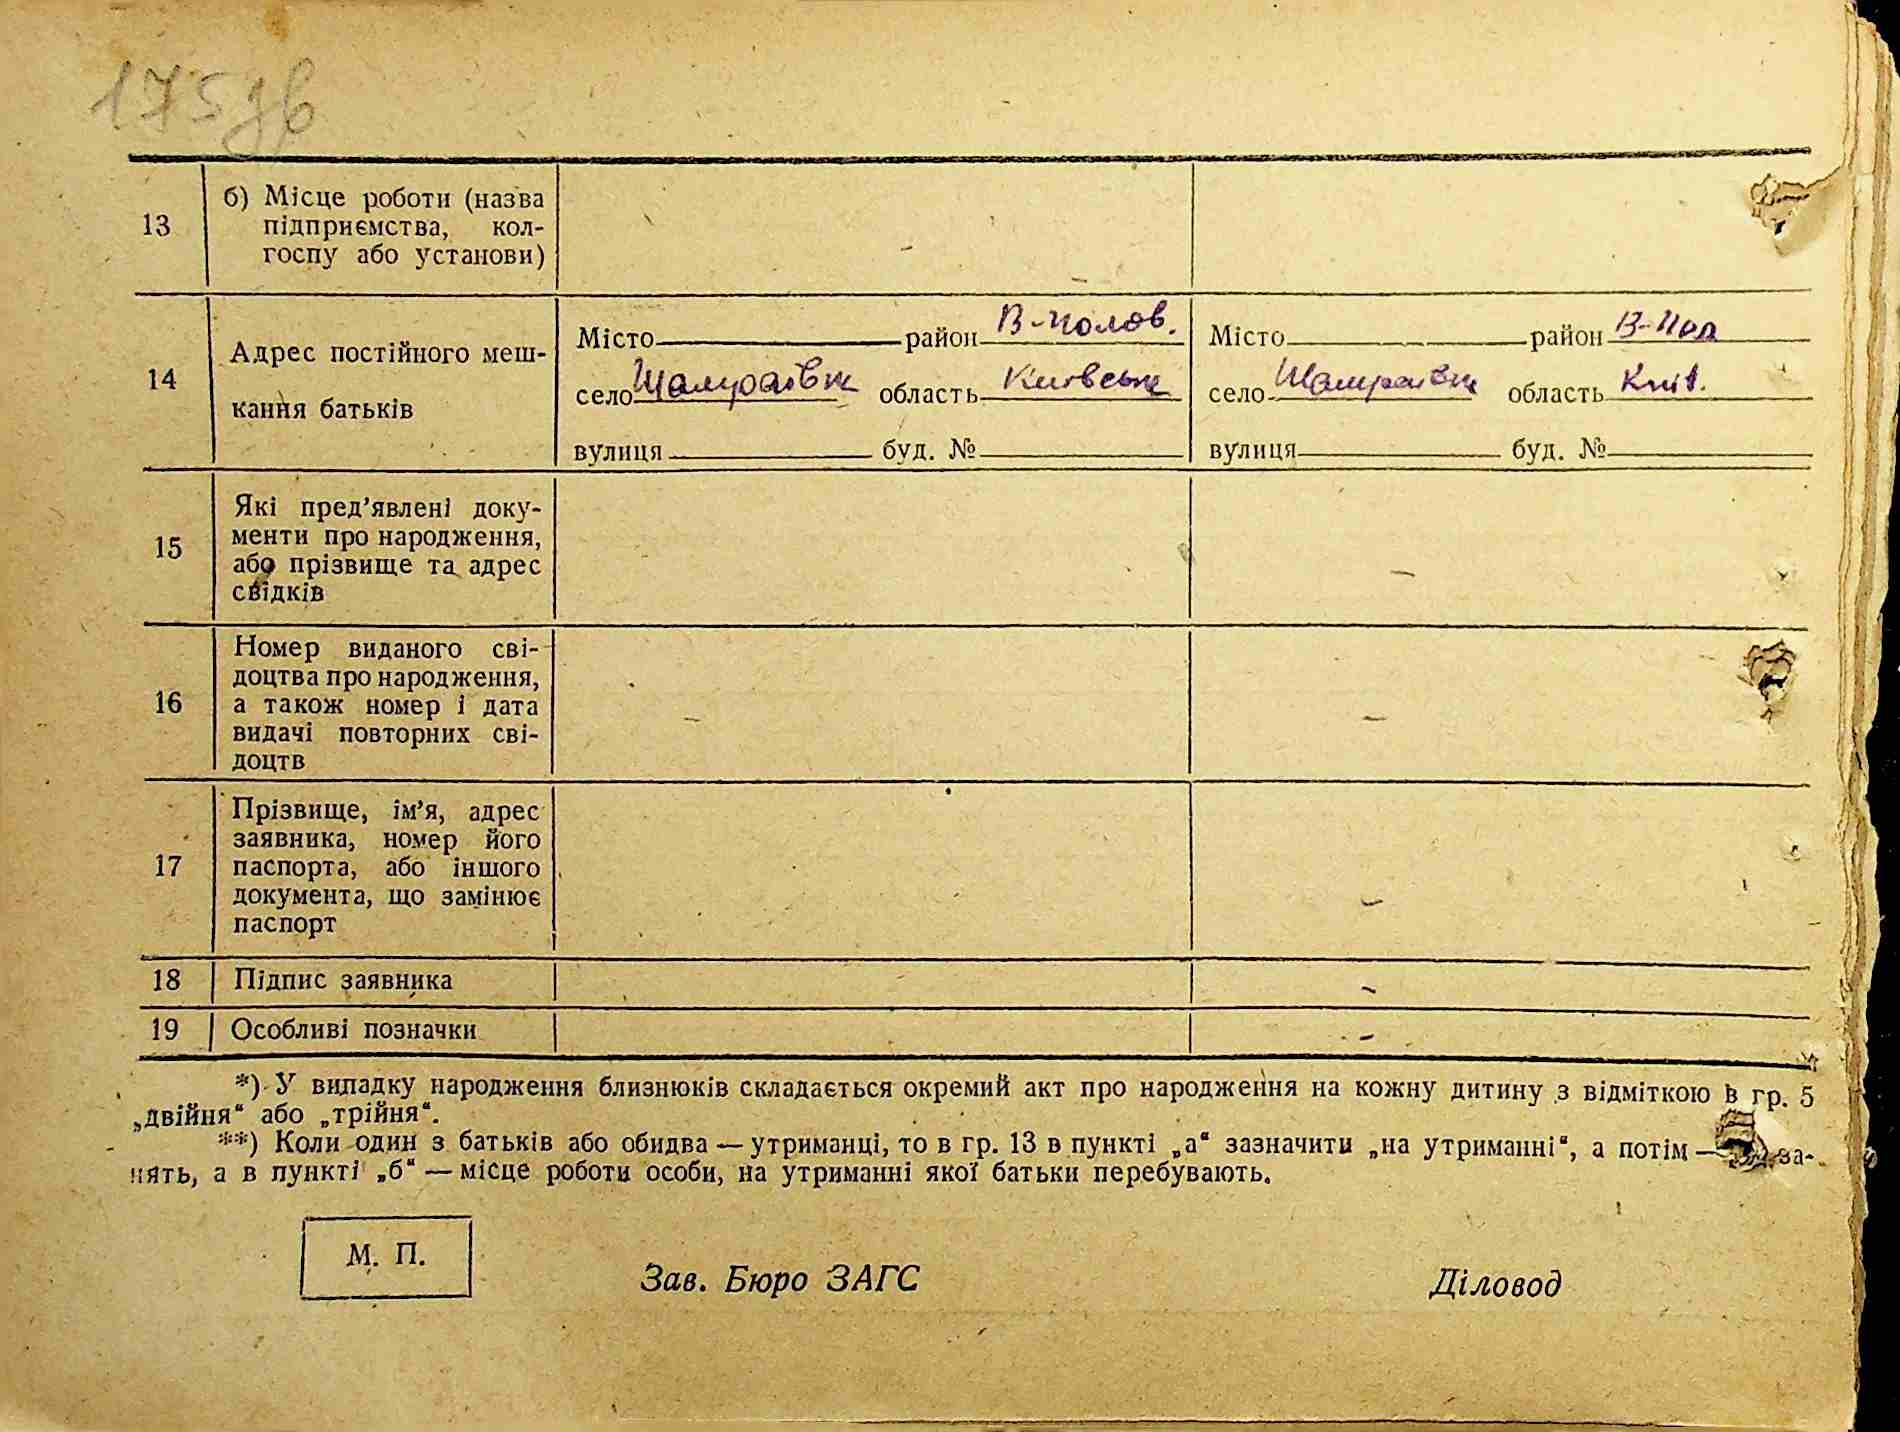 175 зв
13
б) Місце роботи (назва
підприємства, кол-
госпу або установи)
14
Адрес постійного меш-
кання батьків
Місто район В-Полов.
село Шамраївка область Київська
вулиця буд. №
Місто район В-Пол
село Шамраївка область Київ.
вулиця буд. №
15
Які пред’явлені доку-
менти про народження,
або прізвище та адрес
свідків
16
Номер виданого сві-
доцтва про народження,
а також номер і дата
видачі повторних сві-
доцтв
17
Прізвище, ім’я, адрес
заявника, номер його
паспорта, або іншого
документа, що замінює
паспорт
18 Підпис заявника
19 Особливі позначки
*) У випадку народження близнюків складається окремий акт про народження на кожну дитину з відміткою в гр. 5
„двійня“ або „трійня“.
**) Коли один з батьків або обидва — утриманці, то в гр. 13 в пункті „а“ зазначити „на утриманні“, а потім — за-
нять, а в пункті „б“ — місце роботи особи, на утриманні якої батьки перебувають.
М. П.
Зав. Бюро ЗАГС
Діловод